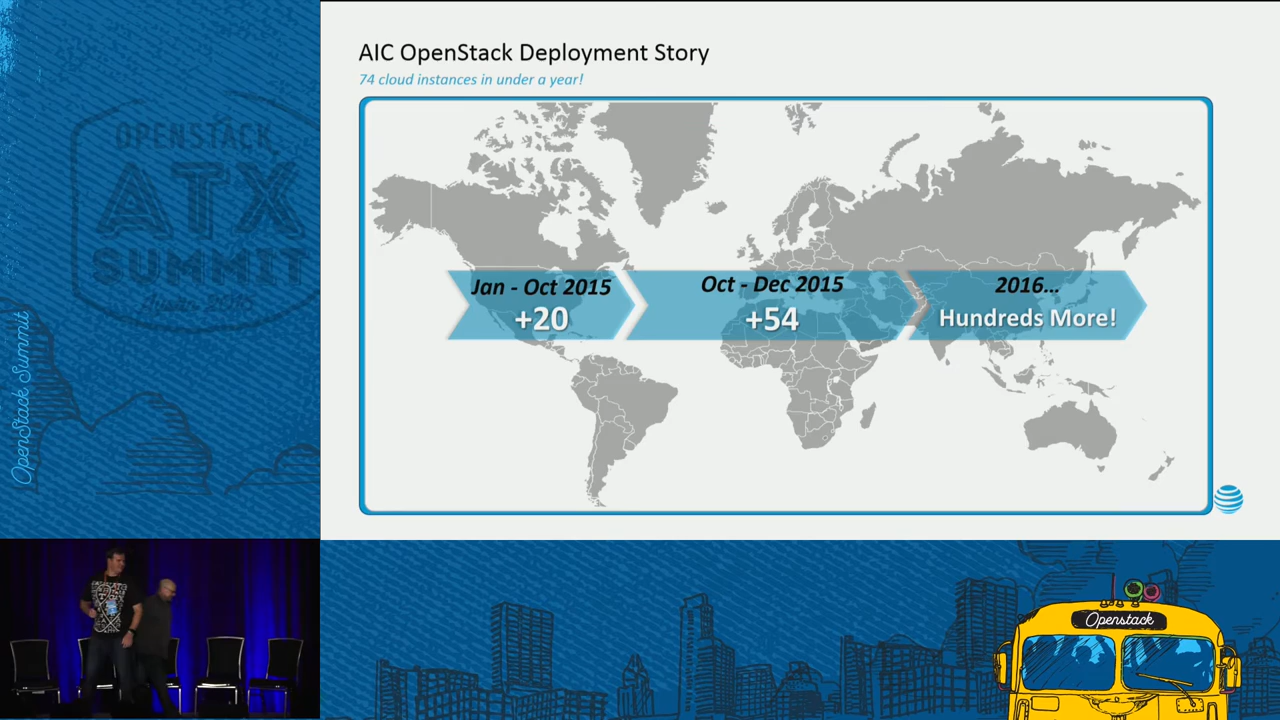 AIC OpenStack Deployment Story
74 cloud instances in under a year!
Jan - Oct 2015
+20
Oct - Dec 2015
+54
2016...
Hundreds More!
OPENSTACK
ATX
SUMMIT
OpenStack Summit
Openstack